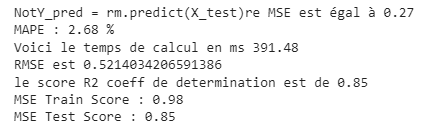 NotY_pred = rm.predict(X_test)re MSE est égal à 0.27
MAPE : 2.68 %
Voici le temps de calcul en ms 391.48
RMSE est 0.5214034206591386
le score R2 coeff de determination est de 0.85
MSE Train Score : 0.98
MSE Test Score : 0.85